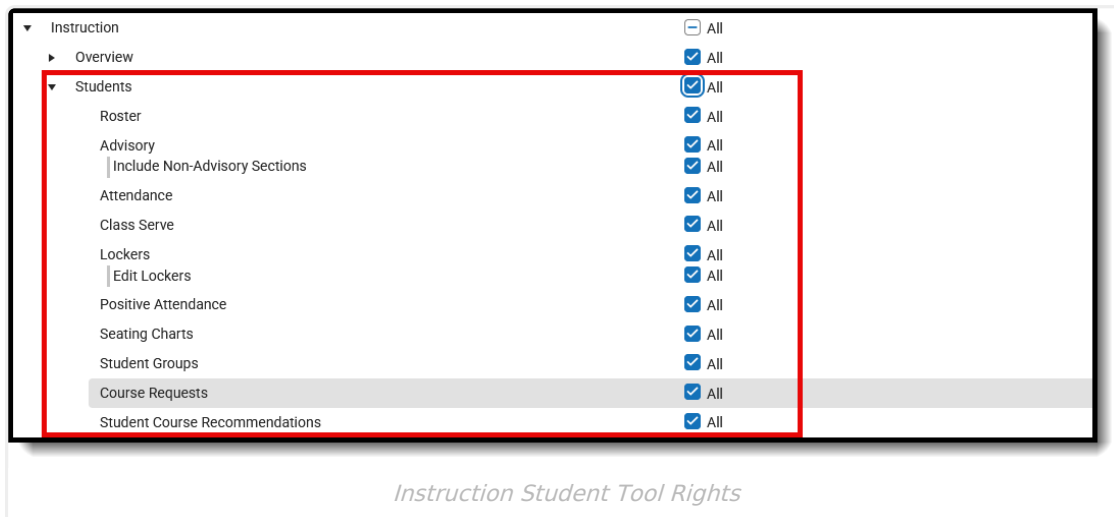 Instruction All
Overview All
Students All
Roster All
Advisory All
Include Non-Advisory Sections All
Attendance All
Class Serve All
Lockers All
Edit Lockers All
Positive Attendance All
Seating Charts All
Student Groups All
Course Requests All
Student Course Recommendations All
Instruction Student Tool Rights